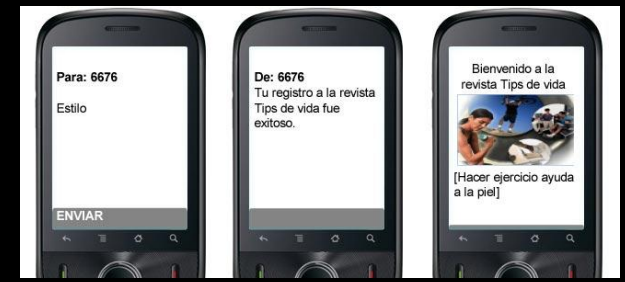 Para: 6676
Estilo
ENVIAR
De: 6676
Tu registro a la revista
Tips de vida fue
exitoso.
Bienvenido a la
revista Tips de vida
[Hacer ejercicio ayuda
a la piel]